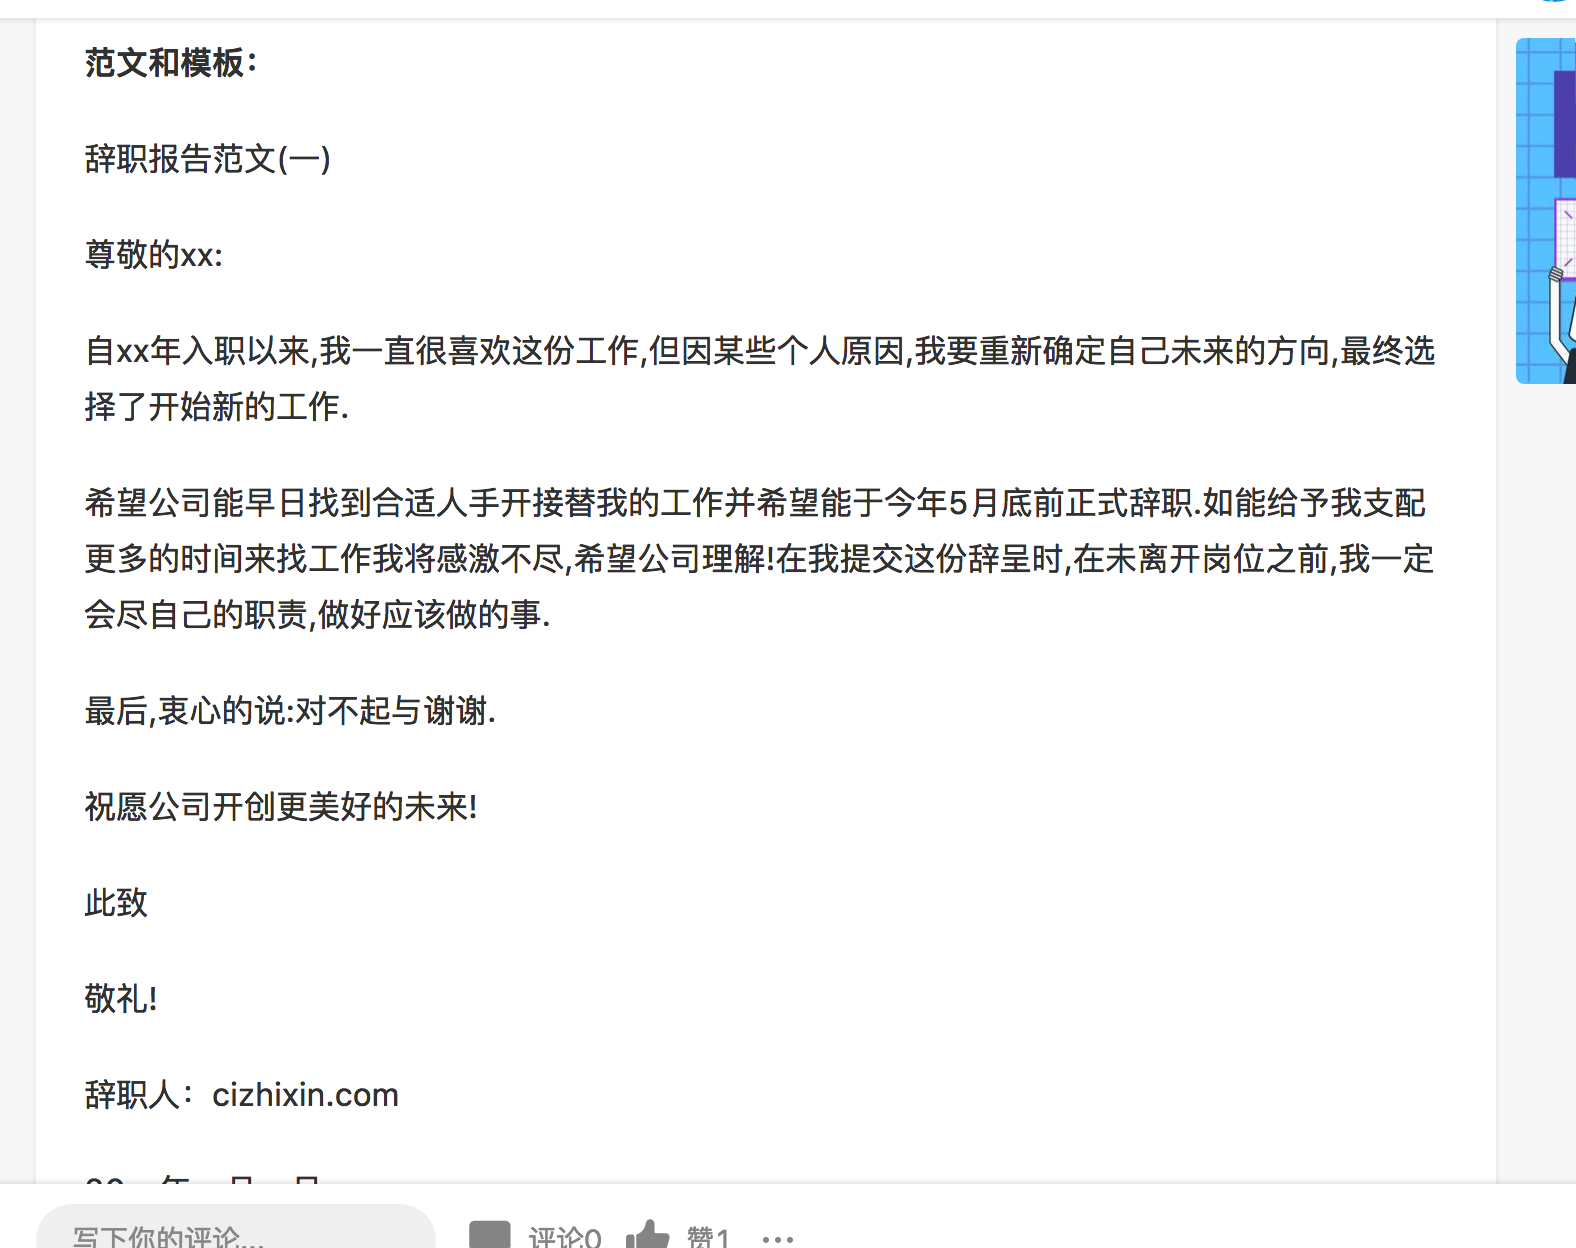 范文和模板：
辞职报告范文(一)
尊敬的xx:
自xx年入职以来,我一直很喜欢这份工作,但因某些个人原因,我要重新确定自己未来的方向,最终选
择了开始新的工作.
希望公司能早日找到合适人手开接替我的工作并希望能于今年5月底前正式辞职.如能给予我支配
更多的时间来找工作我将感激不尽,希望公司理解!在我提交这份辞呈时,在未离开岗位之前,我一定
会尽自己的职责,做好应该做的事.
最后,衷心的说:对不起与谢谢.
祝愿公司开创更美好的未来!
此致
敬礼!
辞职人：cizhixin.com
写下你的评论... 评论0 赞1 ...